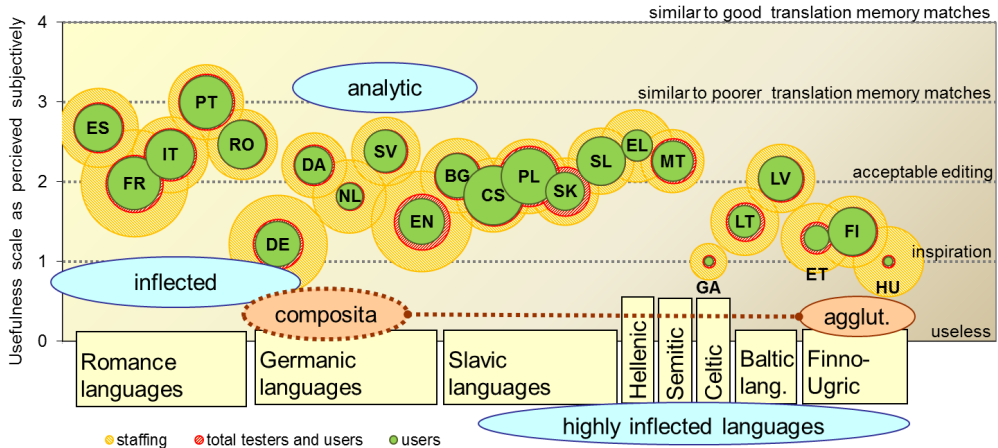 Usefulness scale as percieved subjectively
4
3
2
1
0
similar to good translation memory matches
similar to poorer translation memory matches
acceptable editing
inspiration
useless
analytic
ES
FR
IT
PT
RO
DE
DA
NL
SV
EN
BG
CS
PL
SK
SL
EL
MT
GA
LT
LV
ET
FI
HU
inflected
composita
agglut.
Romance
languages
Germanic
languages
Slavic
languages
Hellenic
Semitic
Celtic
Baltic
lang.
Finno-
Ugric
highly inflected languages
staffing
total testers and users
users